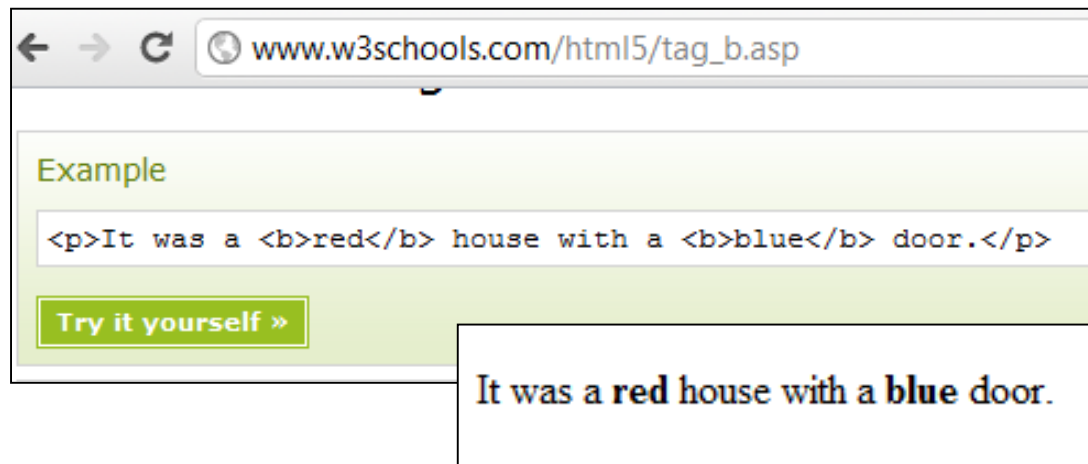 www.w3schools.com/html5/tag_b.asp
Example
<p>It was a <b>red</b> house with a <b>blue</b> door.</p>
Try it yourself »
It was a red house with a blue door.